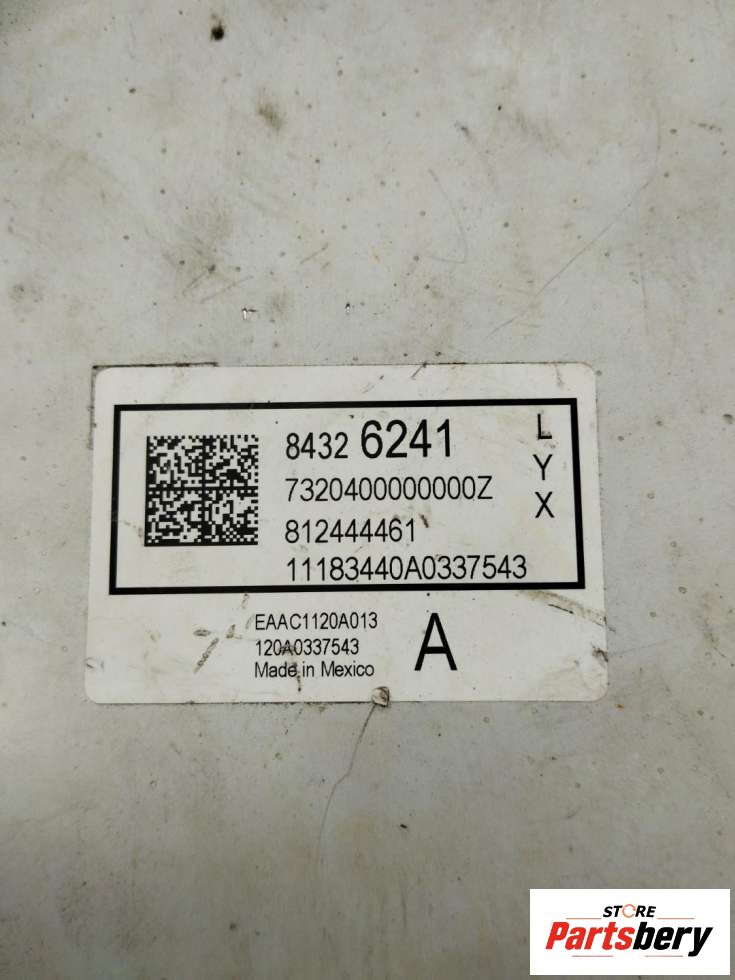 8432 6241
7320400000000Z
812444461
11183440A0337543
L
Y
X
EAAC1120A013
120A0337543
Made in Mexico
A
STORE
Partsbery